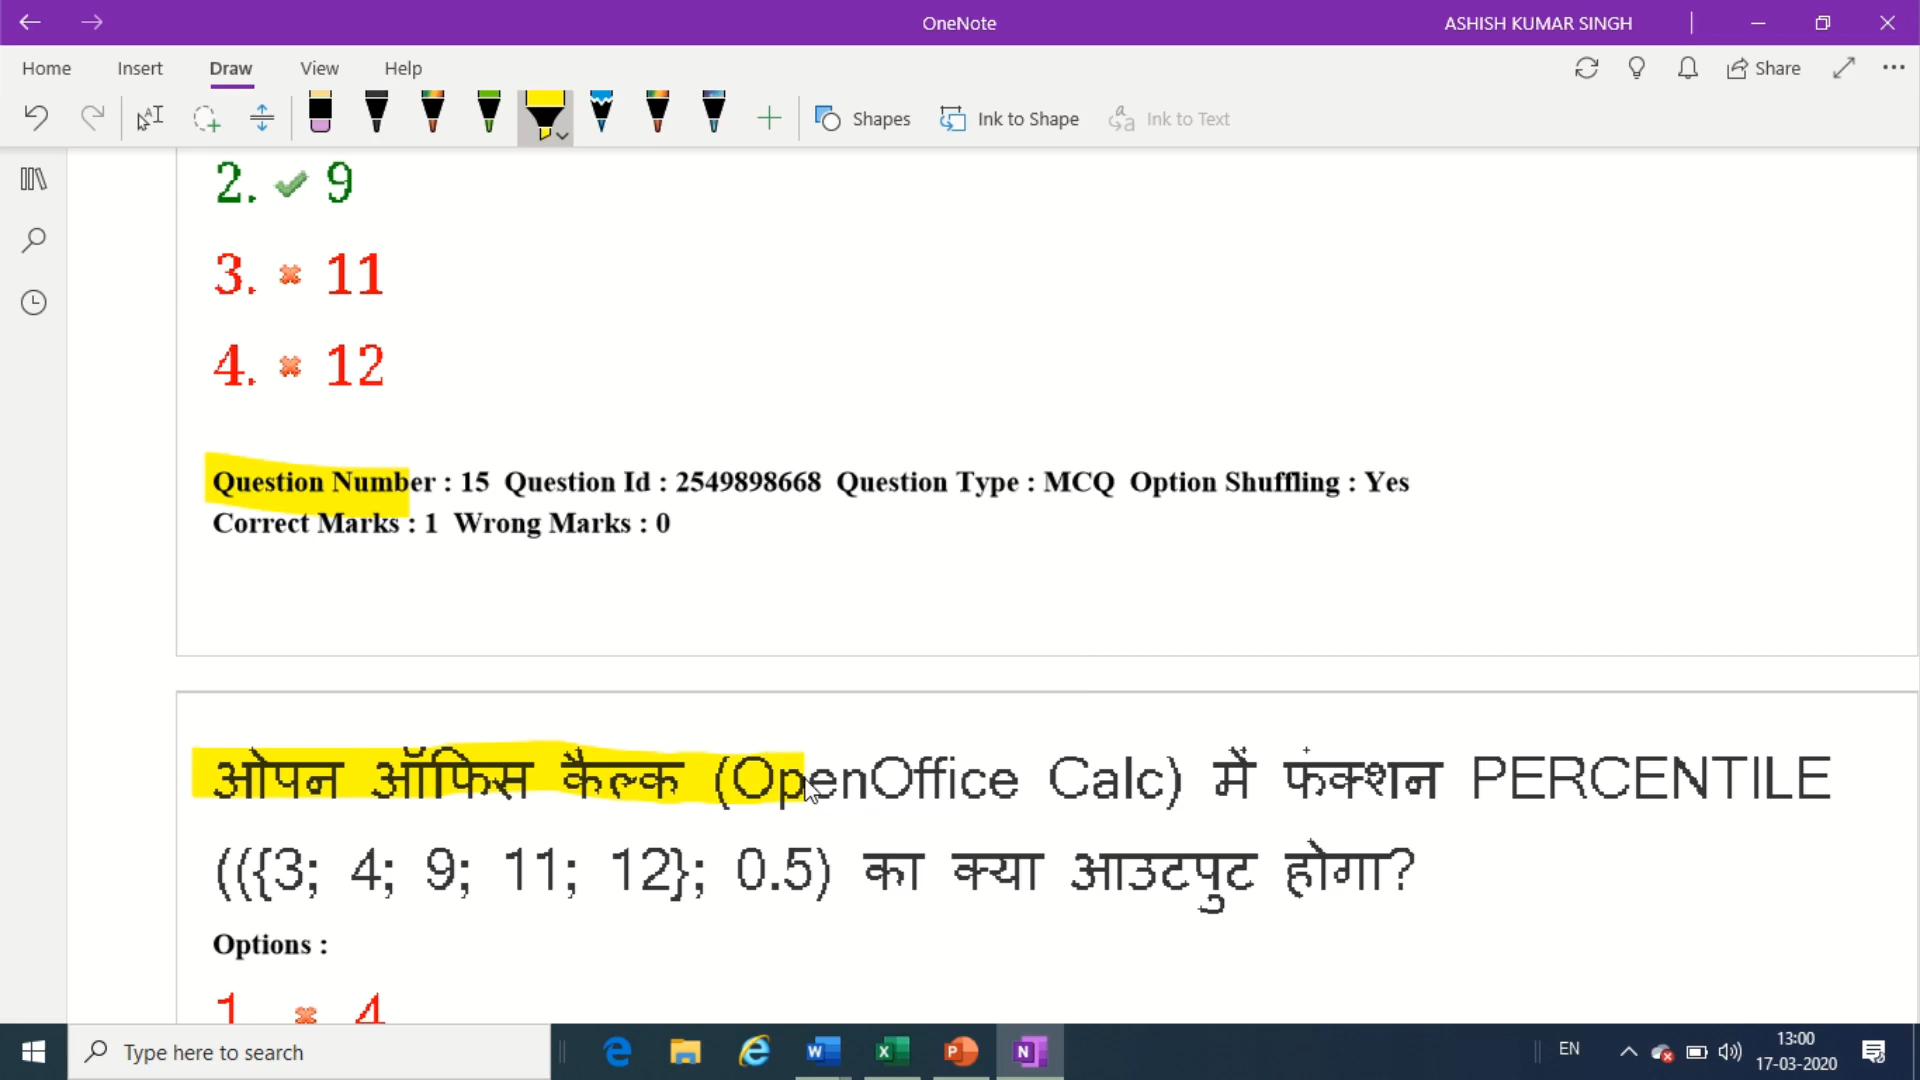 OneNote
ASHISH KUMAR SINGH
Home Insert Draw View Help
Share
Shapes Ink to Shape Ink to Text
2. 9
3. 11
4. 12
Question Number : 15 Question Id : 2549898668 Question Type : MCQ Option Shuffling : Yes
Correct Marks : 1 Wrong Marks : 0
ओपन ऑफिस कैल्क (OpenOffice Calc) में फंक्शन PERCENTILE
(({3; 4; 9; 11; 12}; 0.5) का क्या आउटपुट होगा?
Options :
1. 4
Type here to search
EN
13:00
17-03-2020